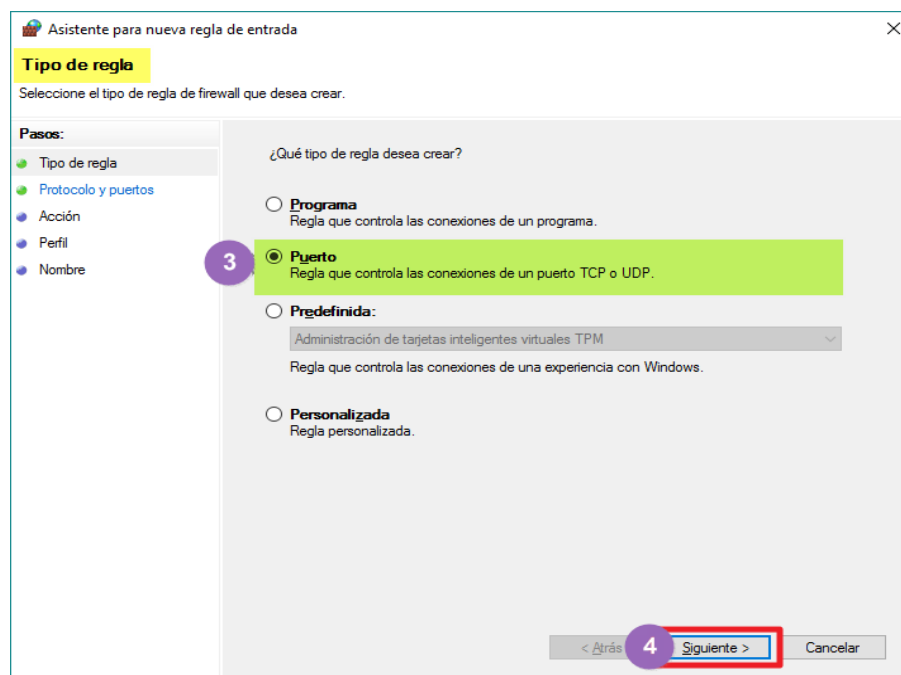 Asistente para nueva regla de entrada
Tipo de regla
Seleccione el tipo de regla de firewall que desea crear.
Pasos:
Tipo de regla
Protocolo y puertos
Acción
Perfil
Nombre
¿Qué tipo de regla desea crear?
Programa
Regla que controla las conexiones de un programa.
3
Puerto
Regla que controla las conexiones de un puerto TCP o UDP.
Predefinida:
Administración de tarjetas inteligentes virtuales TPM
Regla que controla las conexiones de una experiencia con Windows.
Personalizada
Regla personalizada.
< Atrás 4 Siguiente > Cancelar